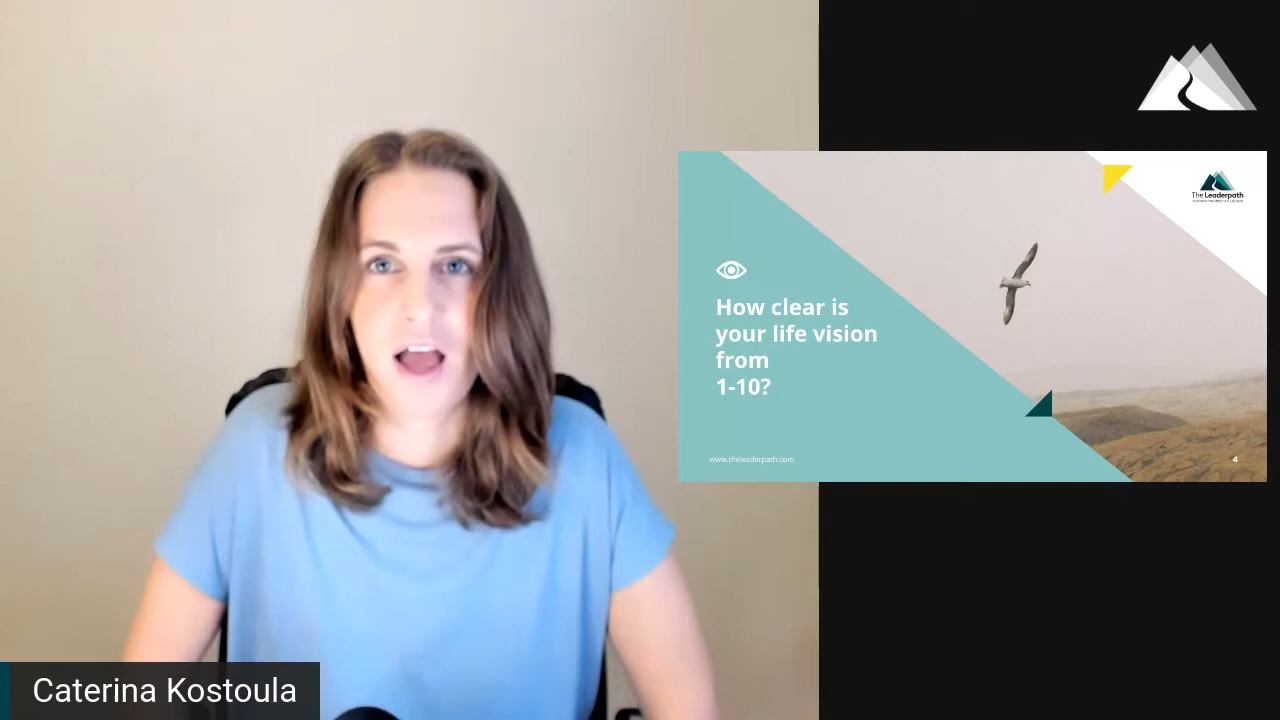 The Leaderpath
How clear is
your life vision
from
1-10?
www.theleaderpath.com
4
Caterina Kostoula